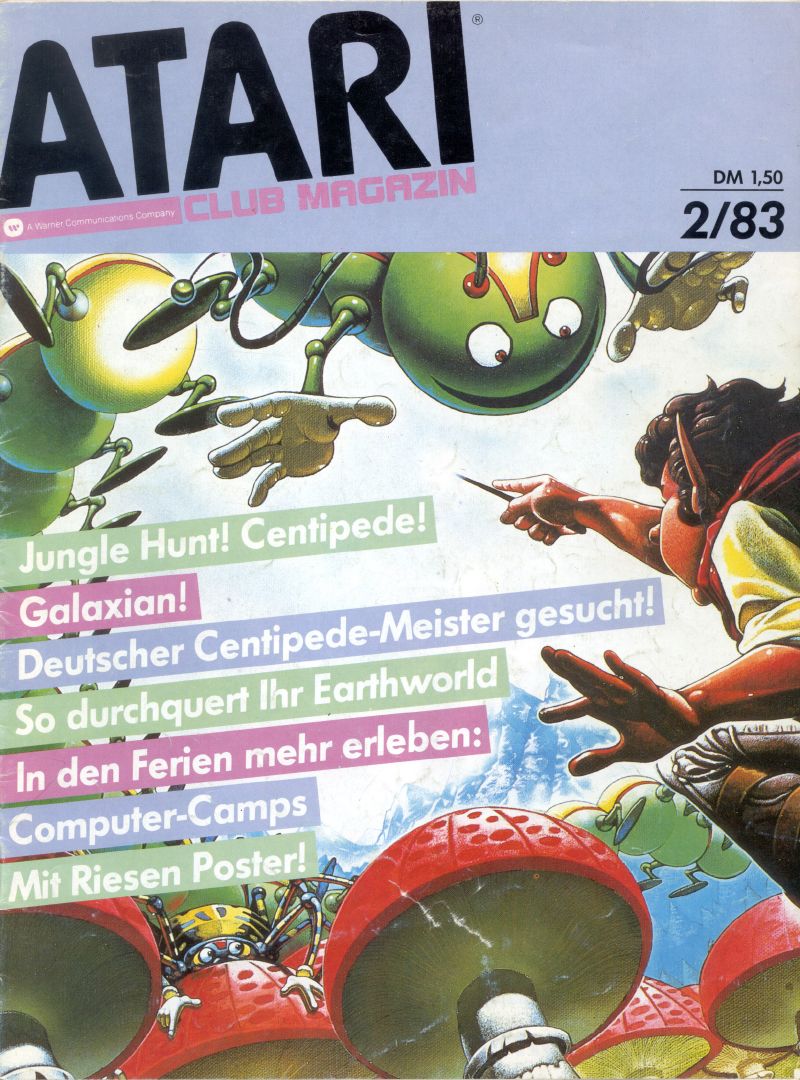 ATARI®
CLUB MAGAZIN
A Warner Communications Company
DM 1,50
2/83
Jungle Hunt! Centipede!
Galaxian!
Deutscher Centipede-Meister gesucht!
So durchquert Ihr Earthworld
In den Ferien mehr erleben:
Computer-Camps
Mit Riesen Poster!